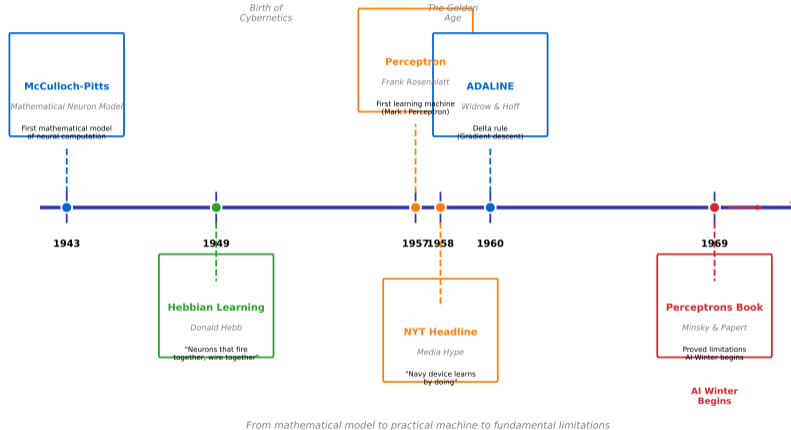 Birth of
Cybernetics
The Golden
Age
McCulloch-Pitts
Mathematical Neuron Model
First mathematical model
of neural computation
Perceptron
Frank Rosenblatt
First learning machine
(Mark I Perceptron)
ADALINE
Widrow & Hoff
Delta rule
(Gradient descent)
1943
1949
1957
1958
1960
1969
Hebbian Learning
Donald Hebb
"Neurons that fire
together, wire together"
NYT Headline
Media Hype
"Navy device learns
by doing"
Perceptrons Book
Minsky & Papert
Proved limitations
AI Winter begins
AI Winter
Begins
From mathematical model to practical machine to fundamental limitations